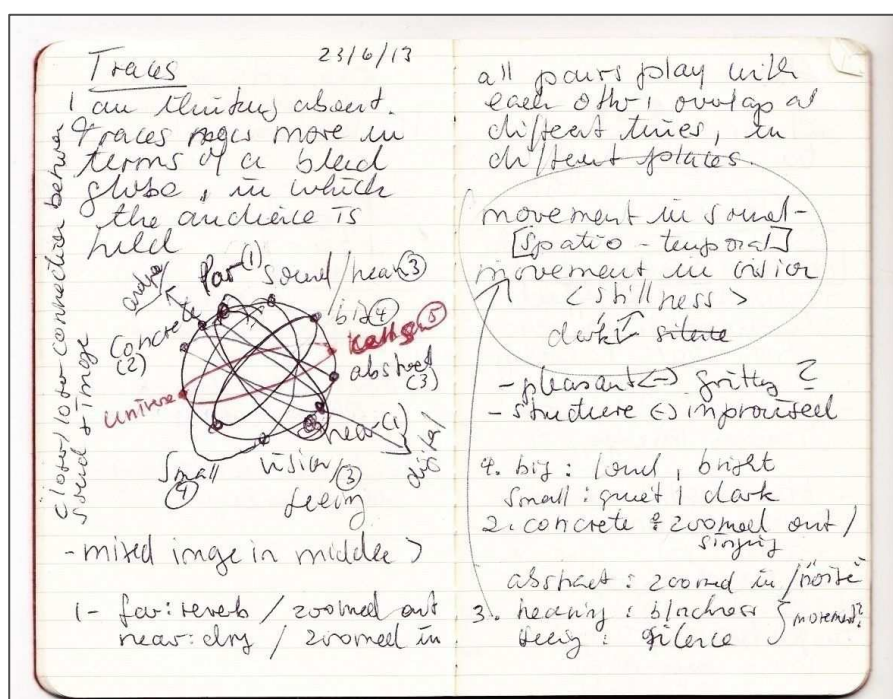 Traces 23/6/13
I am thinking about
traces more in
terms of a
globe, in which
the audience is
held
closer/loser connection between
sound & image
far (1)
sound/hear (3)
big (4)
(5)
concrete
(2)
abstract
(3)
universe
near (1)
small
(4)
vision/ (3)
seeing
digital
- mixed image in middle >
1- far: reverb / zoomed out
near: dry / zoomed in
all pairs play with
each other, overlap at
different times, in
different places.
movement in sound -
[spatio - temporal]
movement in vision
<stillness>
dark silence
- pleasant <-> gritty ?
- structure <-> improvised
4. big: loud, bright
small: quiet / dark
2. concrete: zoomed out /
singing
abstract: zoomed in / "noise"
3. hearing: blackness
seeing: silence } movement?